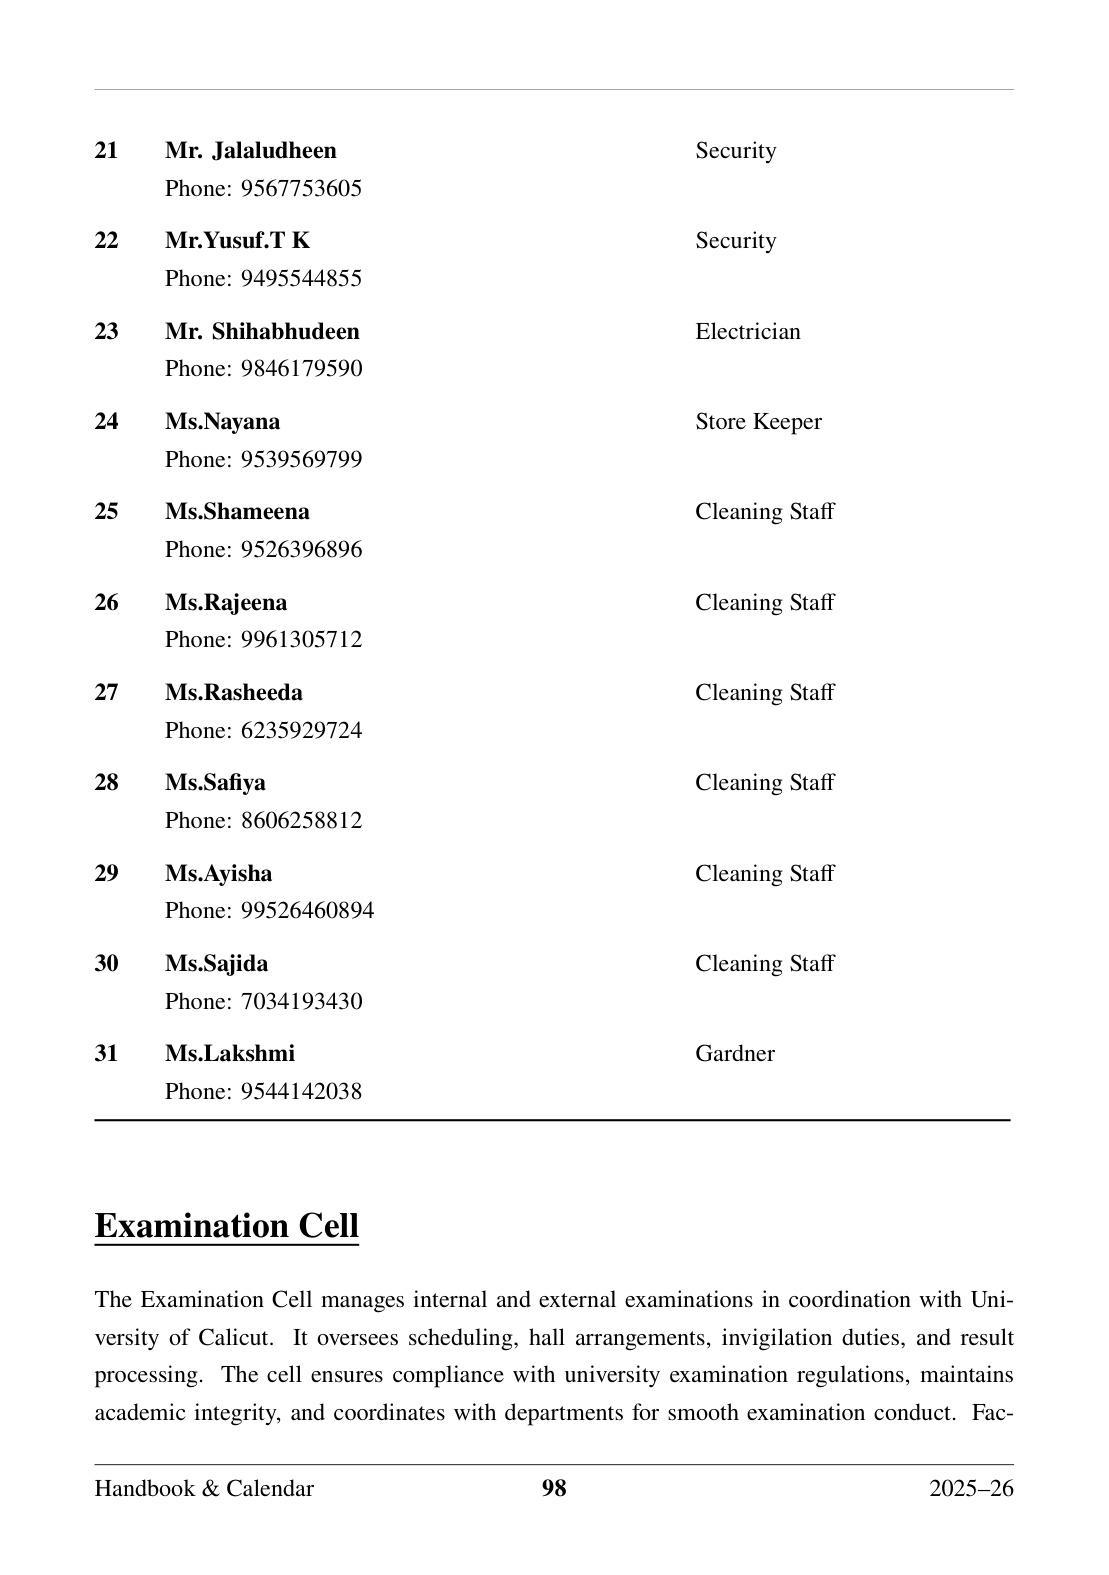 21 Mr. Jalaludheen Security
Phone: 9567753605
22 Mr.Yusuf.T K Security
Phone: 9495544855
23 Mr. Shihabhudeen Electrician
Phone: 9846179590
24 Ms.Nayana Store Keeper
Phone: 9539569799
25 Ms.Shameena Cleaning Staff
Phone: 9526396896
26 Ms.Rajeena Cleaning Staff
Phone: 9961305712
27 Ms.Rasheeda Cleaning Staff
Phone: 6235929724
28 Ms.Safiya Cleaning Staff
Phone: 8606258812
29 Ms.Ayisha Cleaning Staff
Phone: 99526460894
30 Ms.Sajida Cleaning Staff
Phone: 7034193430
31 Ms.Lakshmi Gardner
Phone: 9544142038
Examination Cell
The Examination Cell manages internal and external examinations in coordination with Uni-
versity of Calicut. It oversees scheduling, hall arrangements, invigilation duties, and result
processing. The cell ensures compliance with university examination regulations, maintains
academic integrity, and coordinates with departments for smooth examination conduct. Fac-
Handbook & Calendar 98 2025–26